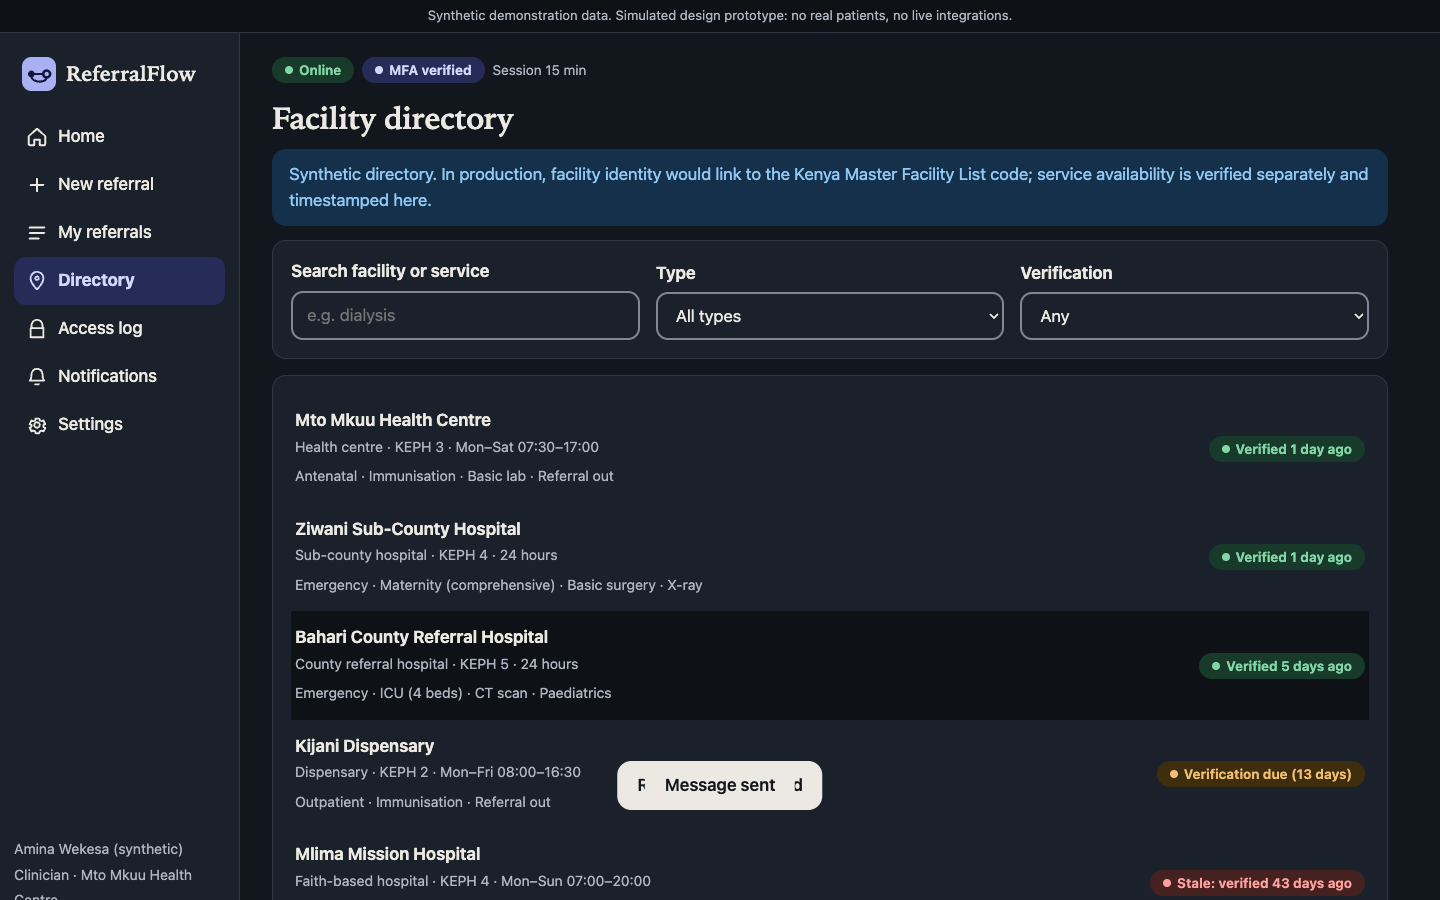 Synthetic demonstration data. Simulated design prototype: no real patients, no live integrations.
ReferralFlow
Home
New referral
My referrals
Directory
Access log
Notifications
Settings
Amina Wekesa (synthetic)
Clinician · Mto Mkuu Health
Centre
Online
MFA verified
Session 15 min
Facility directory
Synthetic directory. In production, facility identity would link to the Kenya Master Facility List code; service availability is verified separately and
timestamped here.
Search facility or service
e.g. dialysis
Type
All types
Verification
Any
Mto Mkuu Health Centre
Health centre · KEPH 3 · Mon–Sat 07:30–17:00
Antenatal · Immunisation · Basic lab · Referral out
Verified 1 day ago
Ziwani Sub-County Hospital
Sub-county hospital · KEPH 4 · 24 hours
Emergency · Maternity (comprehensive) · Basic surgery · X-ray
Verified 1 day ago
Bahari County Referral Hospital
County referral hospital · KEPH 5 · 24 hours
Emergency · ICU (4 beds) · CT scan · Paediatrics
Verified 5 days ago
Kijani Dispensary
Dispensary · KEPH 2 · Mon–Fri 08:00–16:30
Outpatient · Immunisation · Referral out
Verification due (13 days)
Message sent
Mlima Mission Hospital
Faith-based hospital · KEPH 4 · Mon–Sun 07:00–20:00
Stale: verified 43 days ago